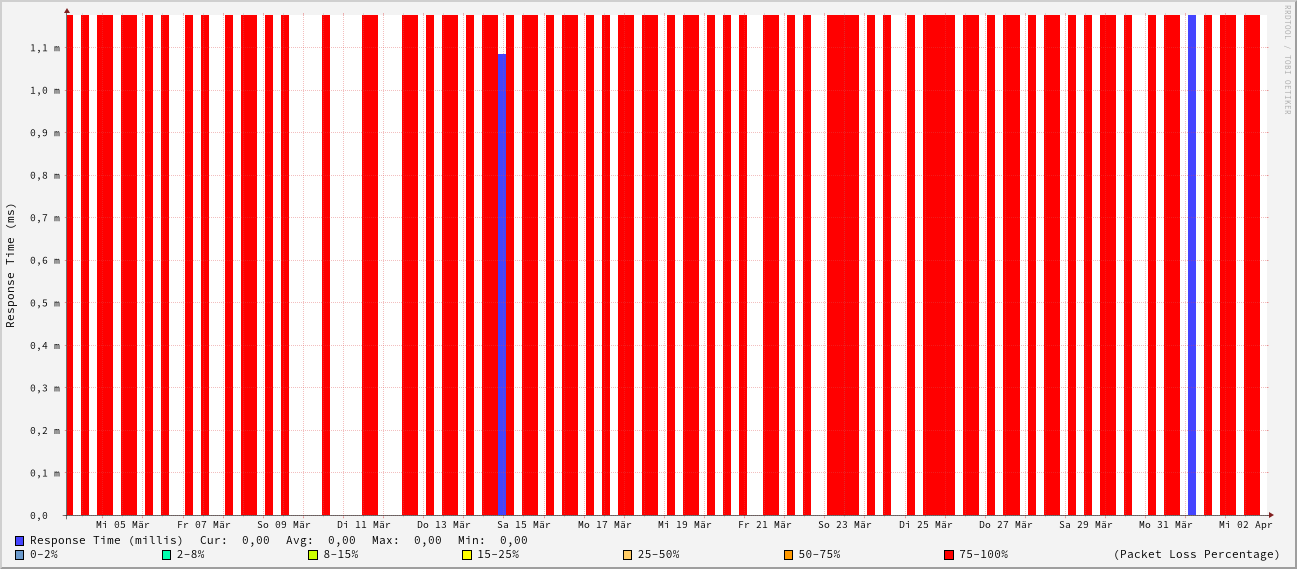 RRDTOOL / TOBI OETIKER
Response Time (ms)
1,1 m
1,0 m
0,9 m
0,8 m
0,7 m
0,6 m
0,5 m
0,4 m
0,3 m
0,2 m
0,1 m
0,0
Mi 05 Mär Fr 07 Mär So 09 Mär Di 11 Mär Do 13 Mär Sa 15 Mär Mo 17 Mär Mi 19 Mär Fr 21 Mär So 23 Mär Di 25 Mär Do 27 Mär Sa 29 Mär Mo 31 Mär Mi 02 Apr
Response Time (millis) Cur: 0,00 Avg: 0,00 Max: 0,00 Min: 0,00
0-2% 2-8% 8-15% 15-25% 25-50% 50-75% 75-100% (Packet Loss Percentage)